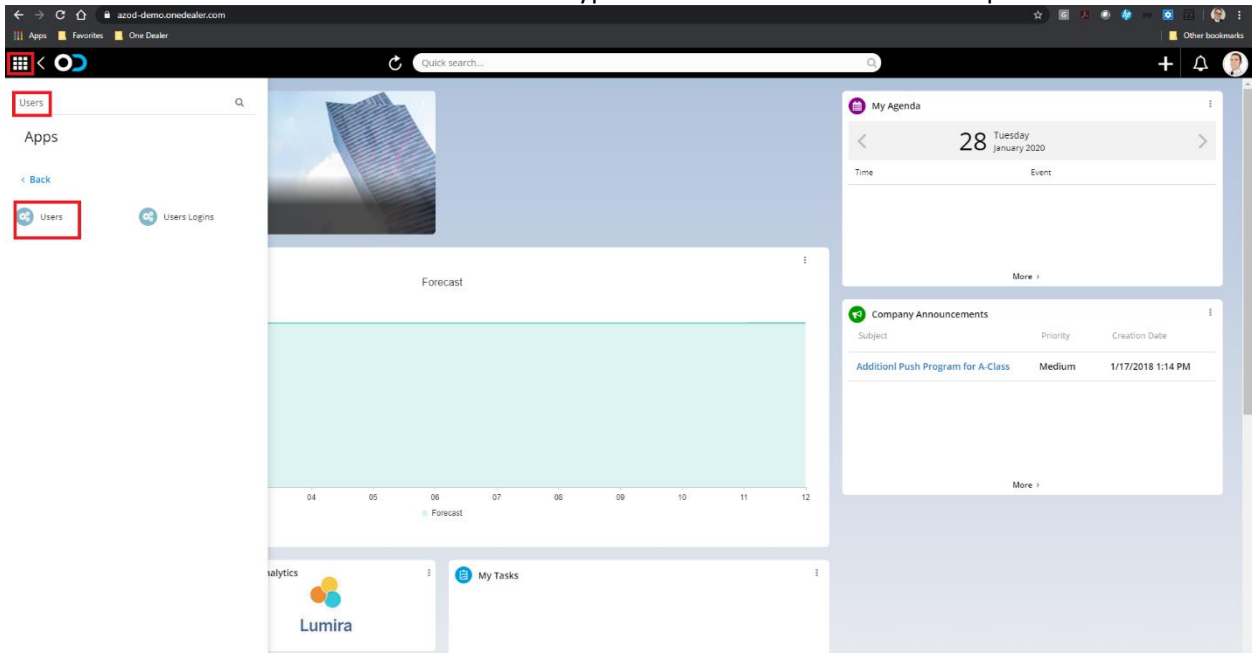 azod-demo.onedealer.com
Apps Favorites One Dealer Other bookmarks
Quick search...
Users
Apps
< Back
Users Users Logins
Forecast
04 05 06 07 08 09 10 11 12
Forecast
nalytics
Lumira
My Tasks
My Agenda
28 Tuesday
January 2020
Time Event
More >
Company Announcements
Subject Priority Creation Date
Additionl Push Program for A-Class Medium 1/17/2018 1:14 PM
More >